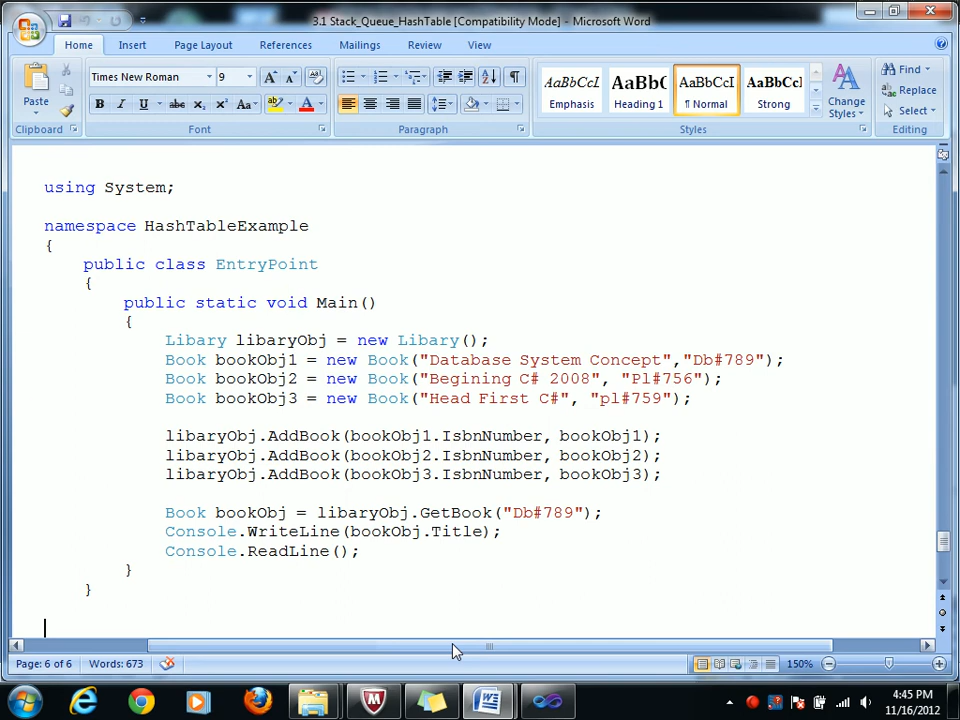 3.1 Stack_Queue_HashTable [Compatibility Mode] - Microsoft Word
Home Insert Page Layout References Mailings Review View
Paste
Times New Roman 9
AaBbCcL AaBbC AaBbCcI AaBbCcI
Emphasis Heading 1 ¶ Normal Strong
Change Styles
Find
Replace
Select
Clipboard Font Paragraph Styles Editing
using System;
namespace HashTableExample
{
public class EntryPoint
{
public static void Main()
{
Libary libaryObj = new Libary();
Book bookObj1 = new Book("Database System Concept","Db#789");
Book bookObj2 = new Book("Begining C# 2008", "Pl#756");
Book bookObj3 = new Book("Head First C#", "pl#759");
libaryObj.AddBook(bookObj1.IsbnNumber, bookObj1);
libaryObj.AddBook(bookObj2.IsbnNumber, bookObj2);
libaryObj.AddBook(bookObj3.IsbnNumber, bookObj3);
Book bookObj = libaryObj.GetBook("Db#789");
Console.WriteLine(bookObj.Title);
Console.ReadLine();
}
}
Page: 6 of 6 Words: 673 150%
4:45 PM
11/16/2012